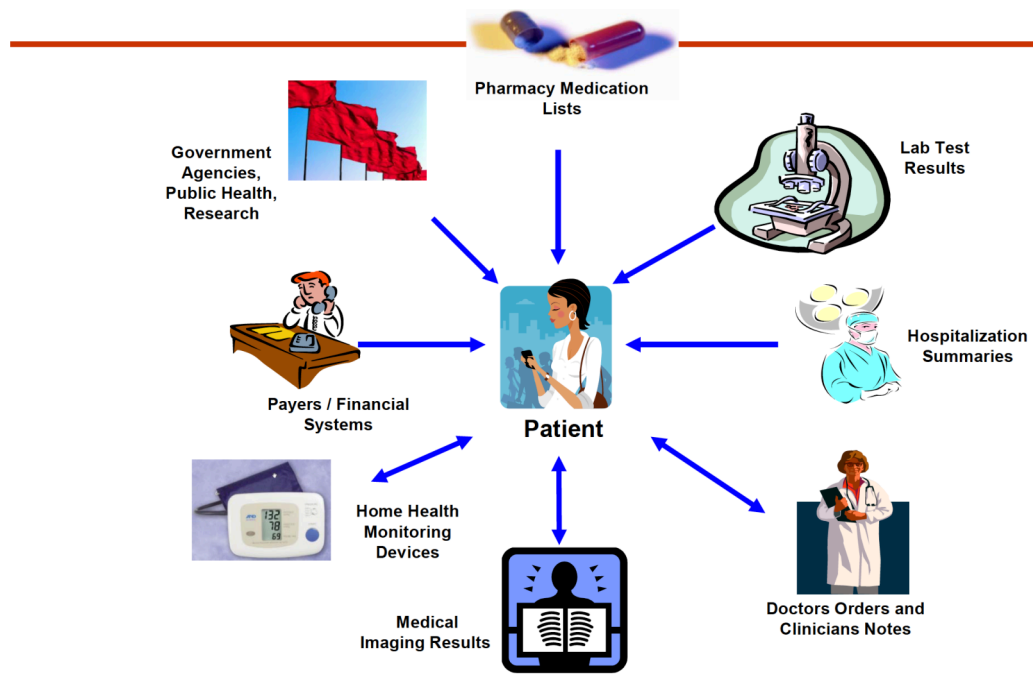 Pharmacy Medication
Lists
Government
Agencies,
Public Health,
Research
Lab Test
Results
Hospitalization
Summaries
Payers / Financial
Systems
Patient
132
78
69
Home Health
Monitoring
Devices
Medical
Imaging Results
Doctors Orders and
Clinicians Notes